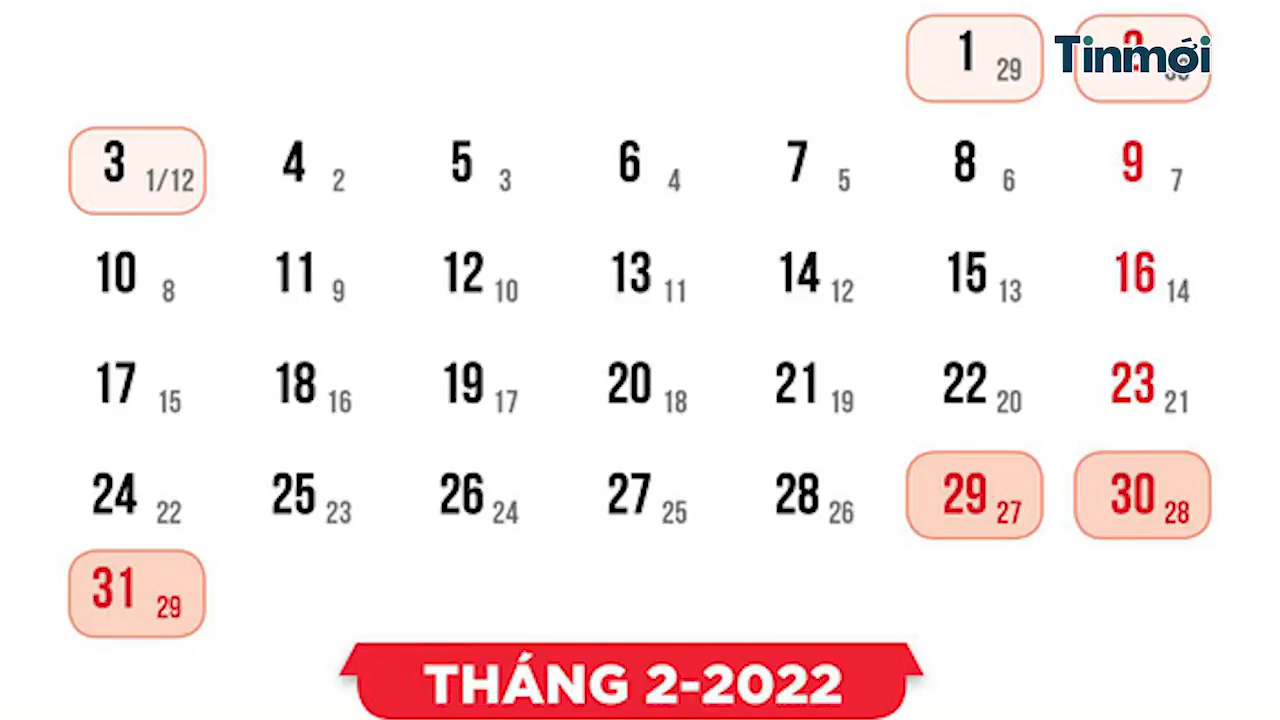 1 29 Tinmới
3 1/12 4 2 5 3 6 4 7 5 8 6 9 7
10 8 11 9 12 10 13 11 14 12 15 13 16 14
17 15 18 16 19 17 20 18 21 19 22 20 23 21
24 22 25 23 26 24 27 25 28 26 29 27 30 28
31 29
THÁNG 2-2022